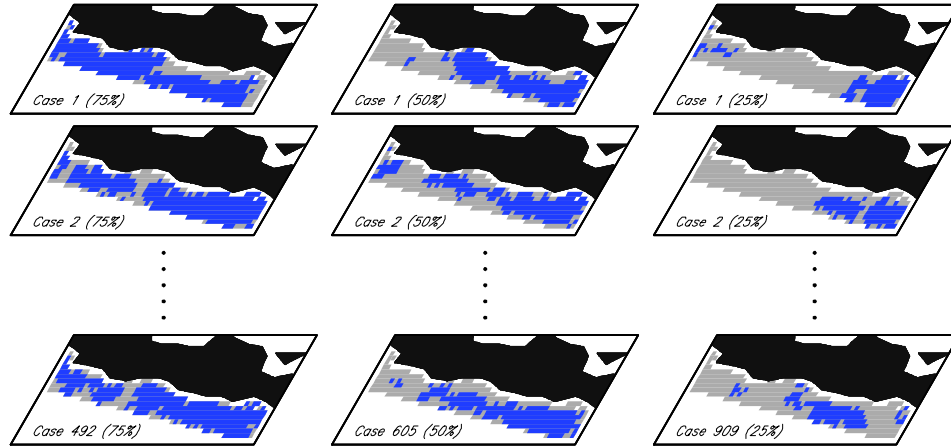 Case 1 (75%)
Case 1 (50%)
Case 1 (25%)
Case 2 (75%)
Case 2 (50%)
Case 2 (25%)
Case 492 (75%)
Case 605 (50%)
Case 909 (25%)